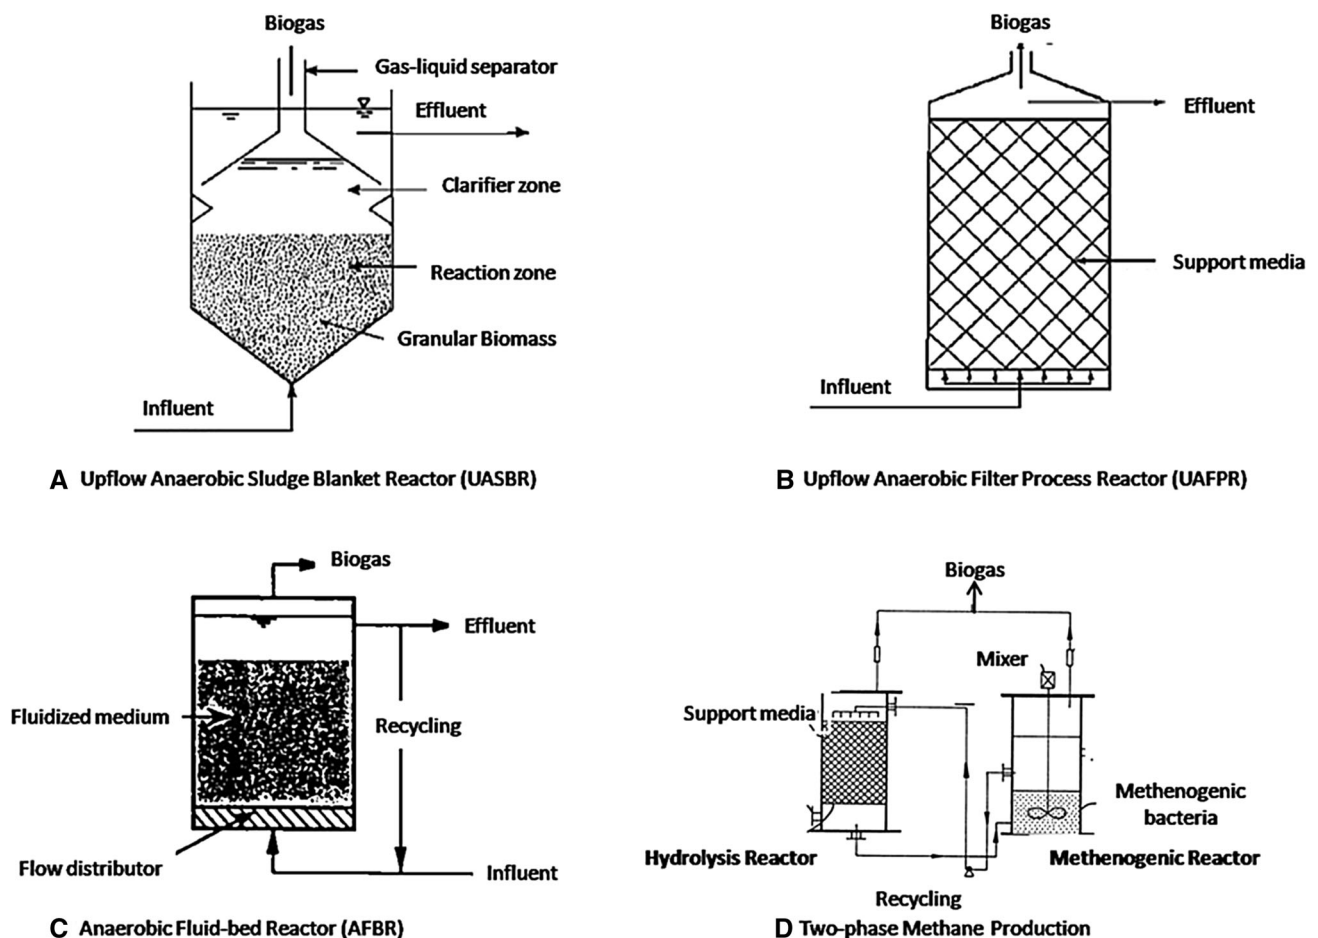 Biogas
Gas-liquid separator
Effluent
Clarifier zone
Reaction zone
Granular Biomass
Influent
A Upflow Anaerobic Sludge Blanket Reactor (UASBR)
Biogas
Effluent
Support media
Influent
B Upflow Anaerobic Filter Process Reactor (UAFPR)
Biogas
Effluent
Fluidized medium
Recycling
Flow distributor
Influent
C Anaerobic Fluid-bed Reactor (AFBR)
Biogas
Mixer
Support media
Methenogenic
bacteria
Hydrolysis Reactor
Methenogenic Reactor
Recycling
D Two-phase Methane Production